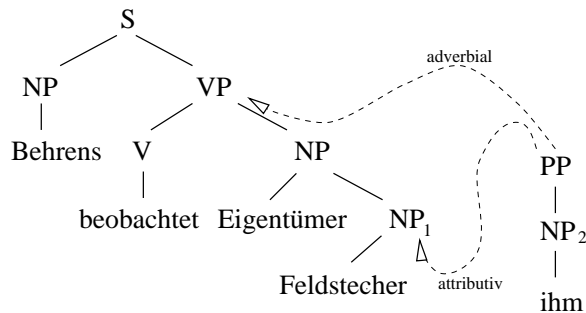 S
adverbial
NP VP
Behrens V NP PP
beobachtet Eigentümer NP₁ NP₂
Feldstecher attributiv ihm